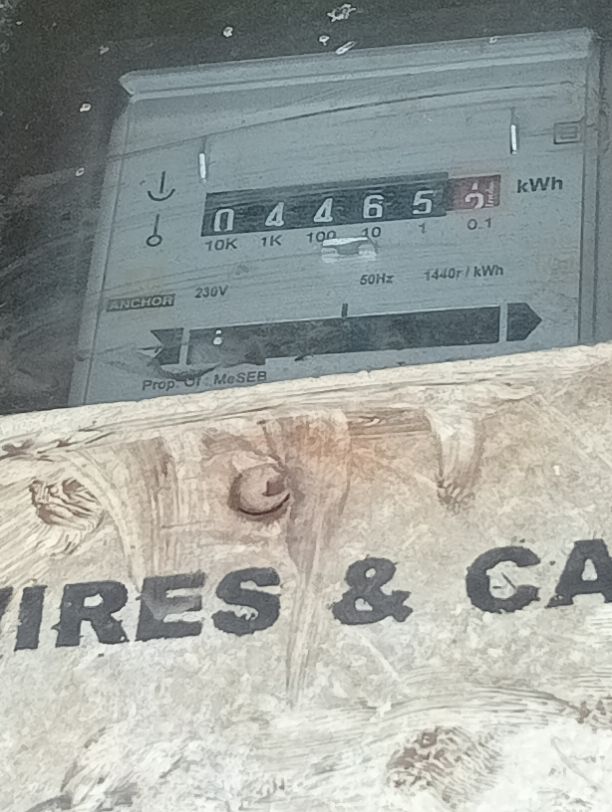 kWh
0 4 4 6 5
10K 1K 100 10 1 0.1
50Hz 1440r / kWh
ANCHOR 230V
Prop. Of : MeSEB
WIRES & CA